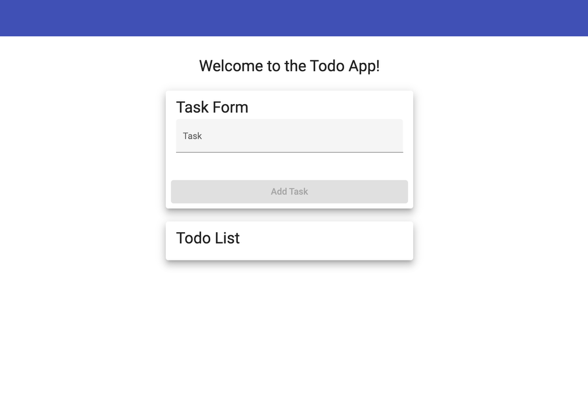 Welcome to the Todo App!
Task Form
Task
Add Task
Todo List